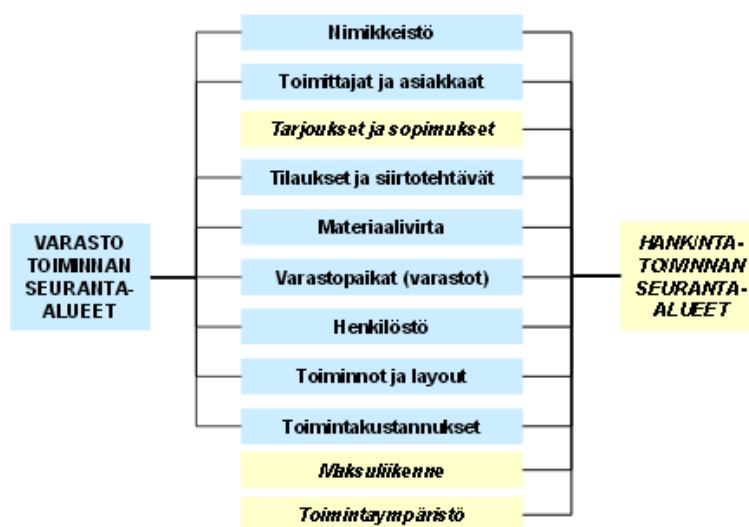 Nimikkeistö
Toimittajat ja asiakkaat
Tarjoukset ja sopimukset
Tilaukset ja siirtotehtävät
Materiaalivirta
Varastopaikat (varastot)
Henkilöstö
Toiminnot ja layout
Toimintakustannukset
Maksuliikenne
Toimintaympäristö
VARASTO
TOIMINNAN
SEURANTA-
ALUEET
HANKINTA-
TOIMINNAN
SEURANTA-
ALUEET